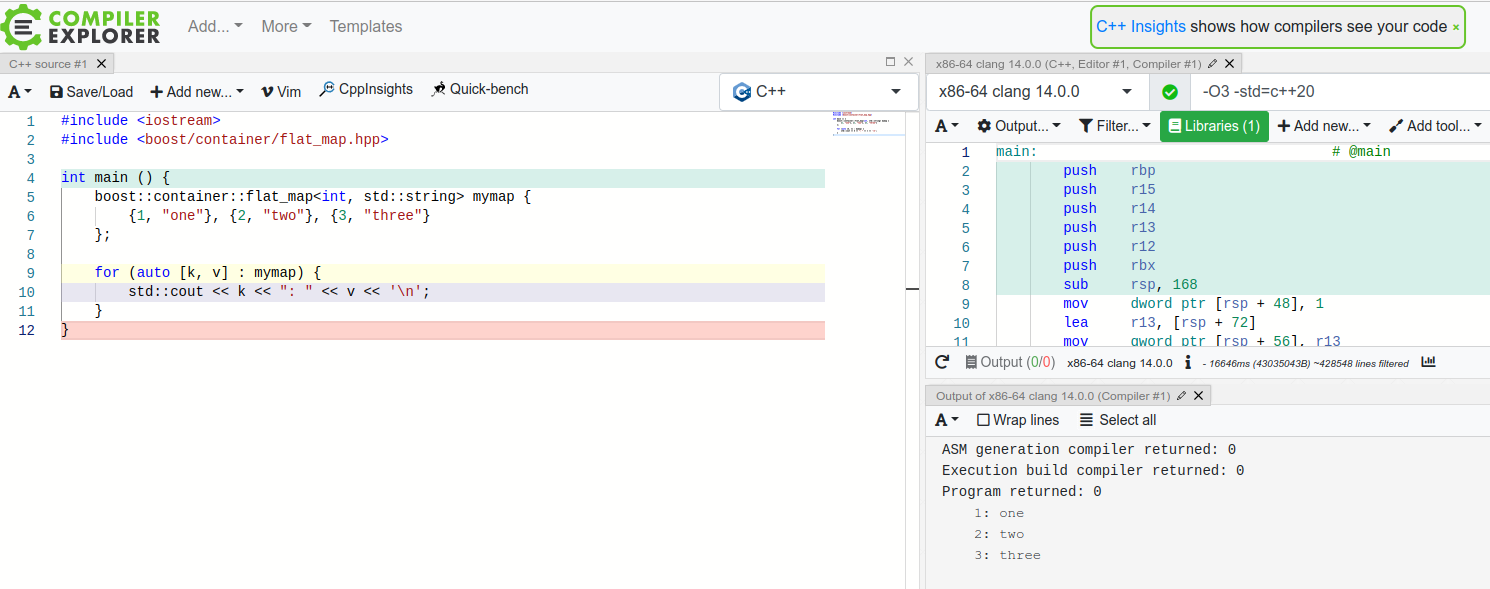 COMPILER
EXPLORER
Add...
More
Templates
C++ Insights shows how compilers see your code ×
C++ source #1
A
Save/Load
Add new...
Vim
CppInsights
Quick-bench
C++
1 #include <iostream>
2 #include <boost/container/flat_map.hpp>
3
4 int main () {
5 boost::container::flat_map<int, std::string> mymap {
6 {1, "one"}, {2, "two"}, {3, "three"}
7 };
8
9 for (auto [k, v] : mymap) {
10 std::cout << k << ": " << v << '\n';
11 }
12 }
x86-64 clang 14.0.0 (C++, Editor #1, Compiler #1)
x86-64 clang 14.0.0
-O3 -std=c++20
A
Output...
Filter...
Libraries (1)
Add new...
Add tool...
1 main: # @main
2 push rbp
3 push r15
4 push r14
5 push r13
6 push r12
7 push rbx
8 sub rsp, 168
9 mov dword ptr [rsp + 48], 1
10 lea r13, [rsp + 72]
11 mov qword ptr [rsp + 56], r13
Output (0/0) x86-64 clang 14.0.0 i - 16646ms (43035043B) ~428548 lines filtered
Output of x86-64 clang 14.0.0 (Compiler #1)
A
Wrap lines
Select all
ASM generation compiler returned: 0
Execution build compiler returned: 0
Program returned: 0
1: one
2: two
3: three